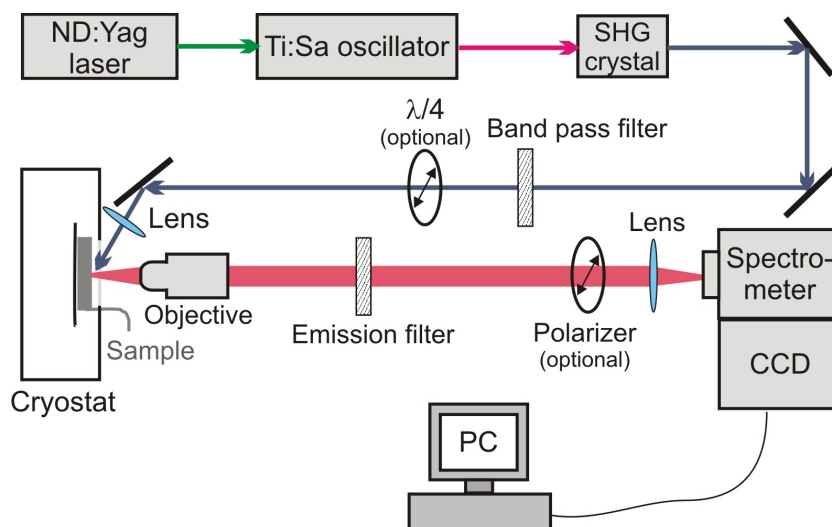 ND:Yag
laser
Ti:Sa oscillator
SHG
crystal
λ/4
(optional)
Band pass filter
Lens
Lens
Spectro-
meter
Objective
Emission filter
Polarizer
(optional)
Sample
CCD
Cryostat
PC